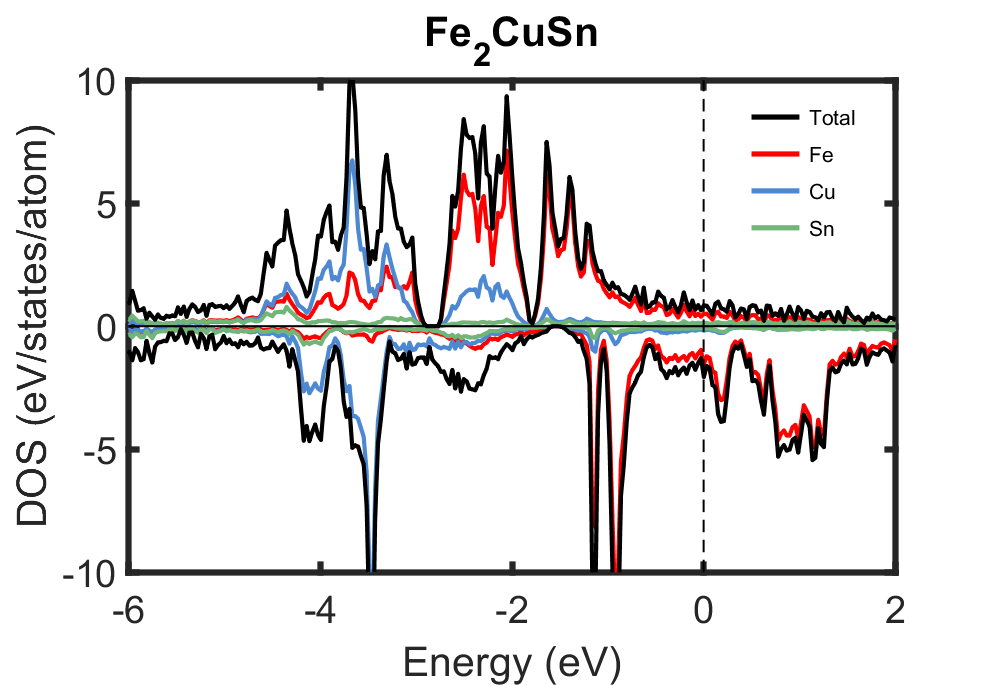 Fe2CuSn
10
5
0
-5
-10
DOS (eV/states/atom)
Total
Fe
Cu
Sn
-6 -4 -2 0 2
Energy (eV)